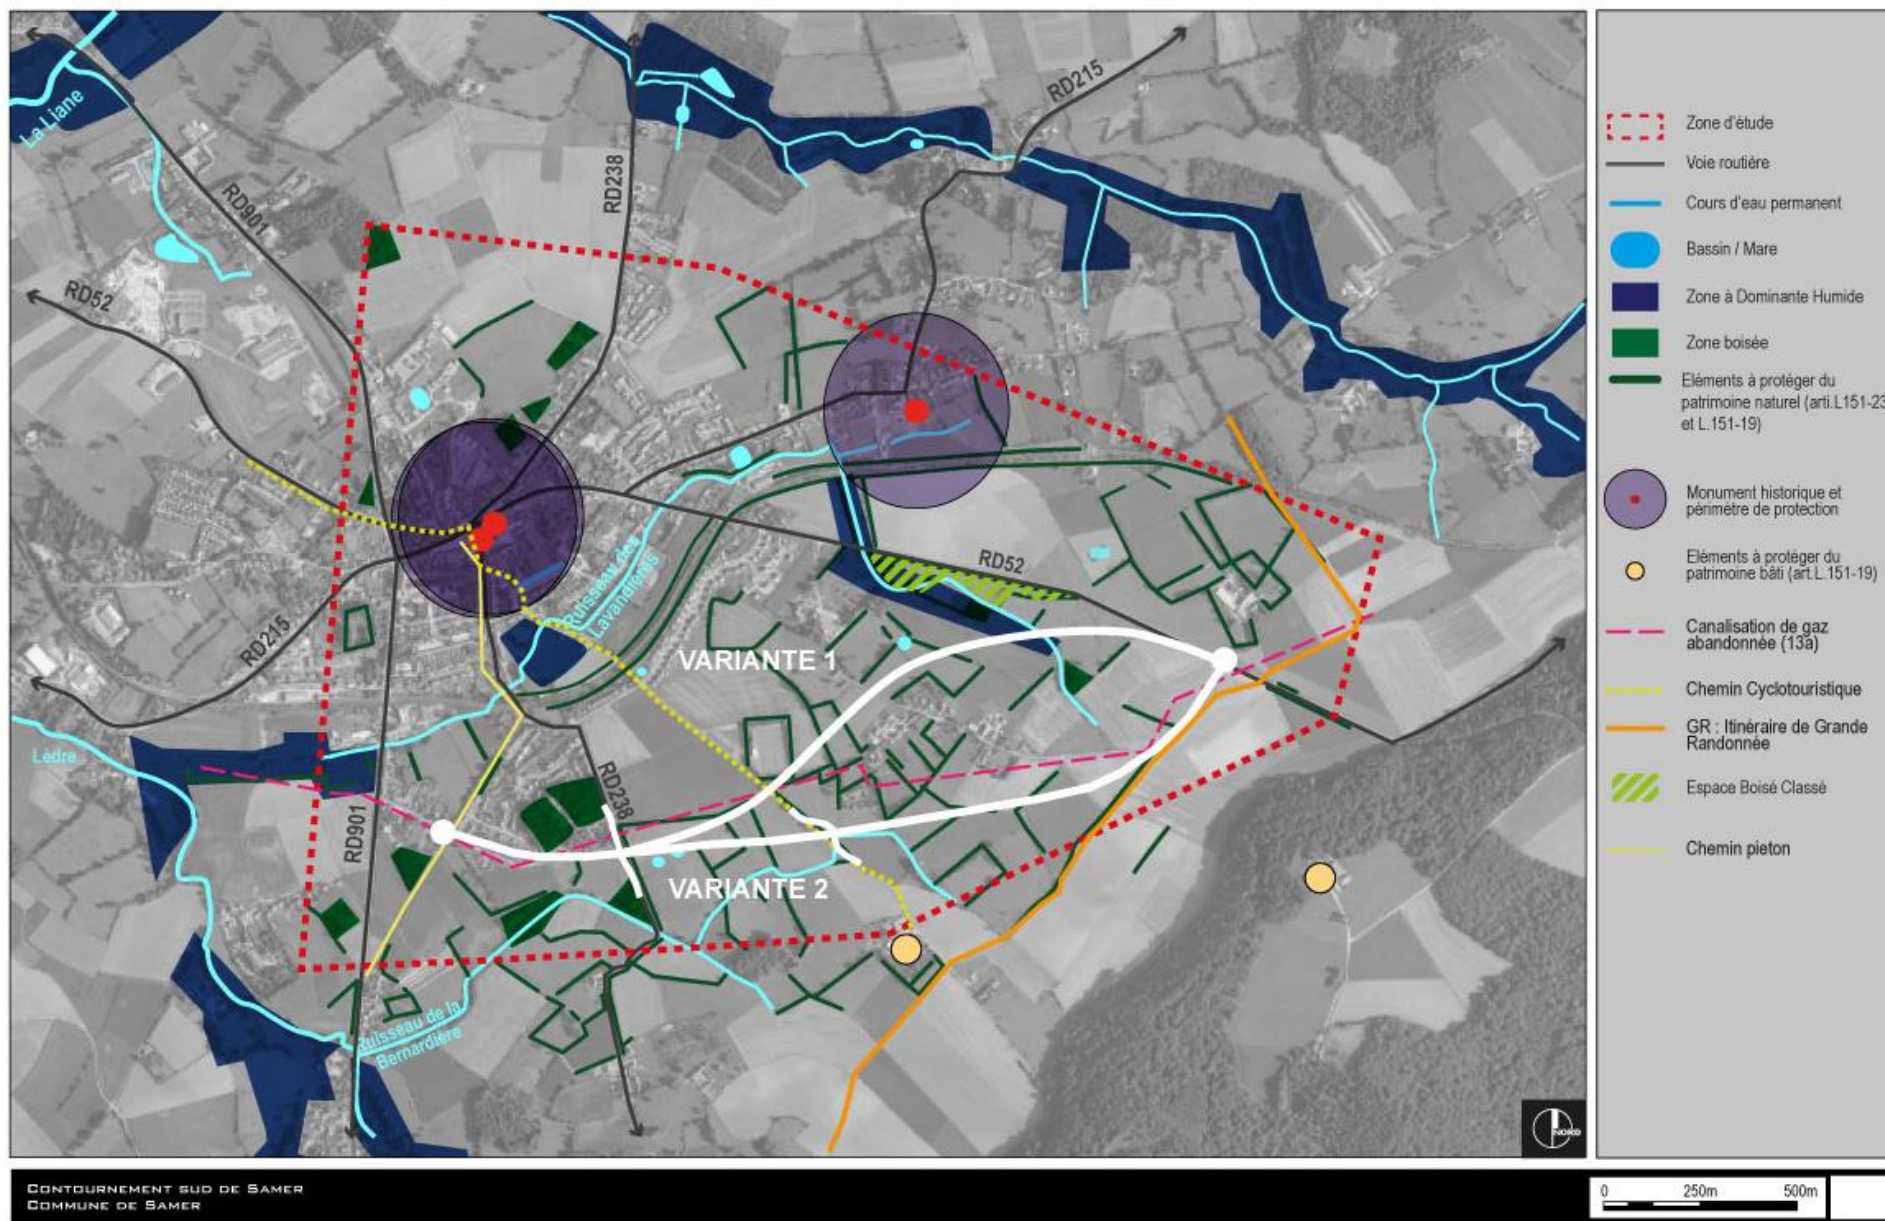 La Liane
RD901
RD238
RD215
RD52
RD215
Ruisseau des
Lavandières
RD52
VARIANTE 1
Lèdre
RD901
RD238
VARIANTE 2
Ruisseau de la
Bernardière
NORD
Zone d'étude
Voie routière
Cours d'eau permanent
Bassin / Mare
Zone à Dominante Humide
Zone boisée
Eléments à protéger du
patrimoine naturel (arti.L151-23
et L.151-19)
Monument historique et
périmètre de protection
Eléments à protéger du
patrimoine bâti (art.L.151-19)
Canalisation de gaz
abandonnée (13a)
Chemin Cyclotouristique
GR : Itinéraire de Grande
Randonnée
Espace Boisé Classé
Chemin pieton
CONTOURNEMENT SUD DE SAMER
COMMUNE DE SAMER
0 250m 500m